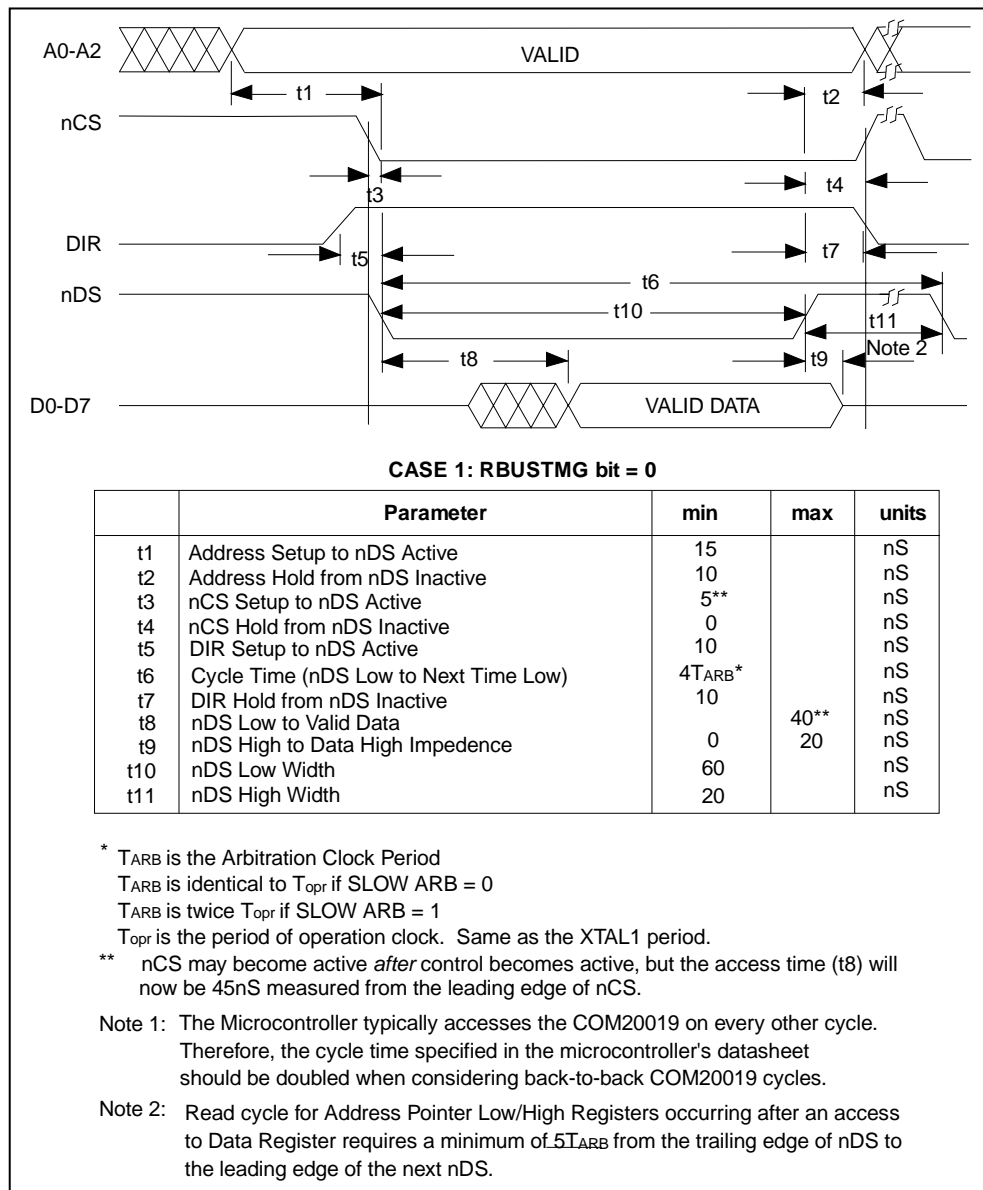 A0-A2
VALID
t1
t2
nCS
t3
t4
DIR
t5
t7
t6
nDS
t10
t11
Note 2
t8
t9
D0-D7
VALID DATA
CASE 1: RBUSTMG bit = 0
Parameter min max units
t1 Address Setup to nDS Active 15 nS
t2 Address Hold from nDS Inactive 10 nS
t3 nCS Setup to nDS Active 5** nS
t4 nCS Hold from nDS Inactive 0 nS
t5 DIR Setup to nDS Active 10 nS
t6 Cycle Time (nDS Low to Next Time Low) 4TARB* nS
t7 DIR Hold from nDS Inactive 10 nS
t8 nDS Low to Valid Data 40** nS
t9 nDS High to Data High Impedence 0 20 nS
t10 nDS Low Width 60 nS
t11 nDS High Width 20 nS
* TARB is the Arbitration Clock Period
TARB is identical to Topr if SLOW ARB = 0
TARB is twice Topr if SLOW ARB = 1
Topr is the period of operation clock. Same as the XTAL1 period.
** nCS may become active after control becomes active, but the access time (t8) will
now be 45nS measured from the leading edge of nCS.
Note 1: The Microcontroller typically accesses the COM20019 on every other cycle.
Therefore, the cycle time specified in the microcontroller's datasheet
should be doubled when considering back-to-back COM20019 cycles.
Note 2: Read cycle for Address Pointer Low/High Registers occurring after an access
to Data Register requires a minimum of 5TARB from the trailing edge of nDS to
the leading edge of the next nDS.